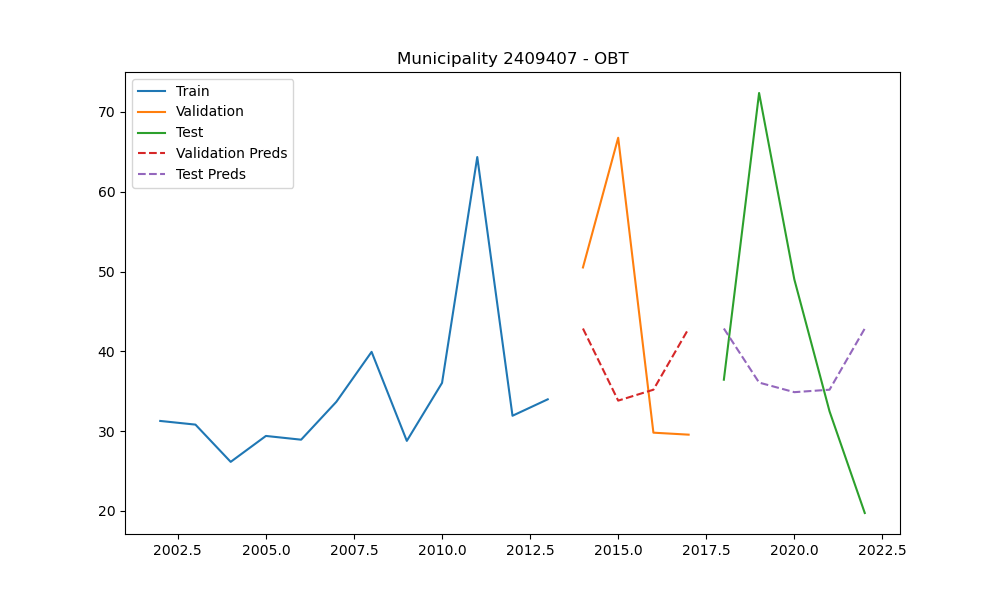 Municipality 2409407 - OBT
Train
Validation
Test
Validation Preds
Test Preds
70
60
50
40
30
20
2002.5 2005.0 2007.5 2010.0 2012.5 2015.0 2017.5 2020.0 2022.5